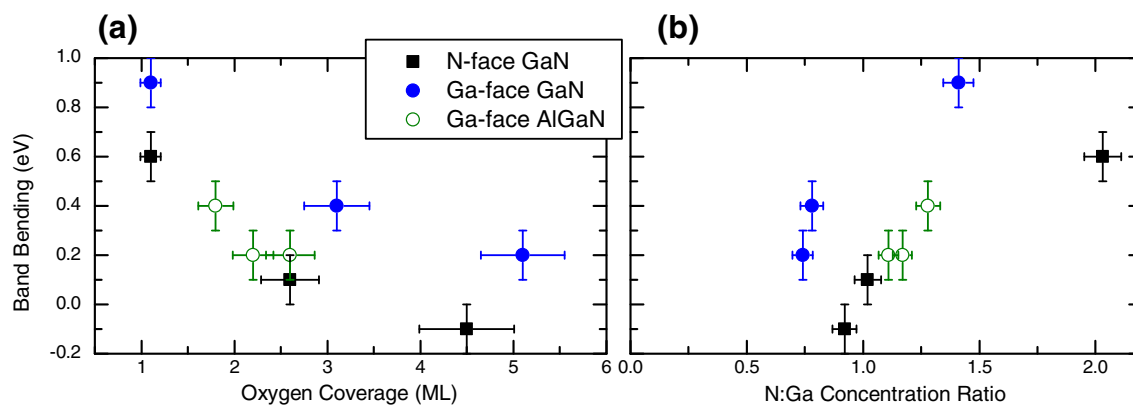 (a)
(b)
N-face GaN
Ga-face GaN
Ga-face AlGaN
Band Bending (eV)
1.0
0.8
0.6
0.4
0.2
0.0
-0.2
1 2 3 4 5 6
Oxygen Coverage (ML)
0.0 0.5 1.0 1.5 2.0
N:Ga Concentration Ratio